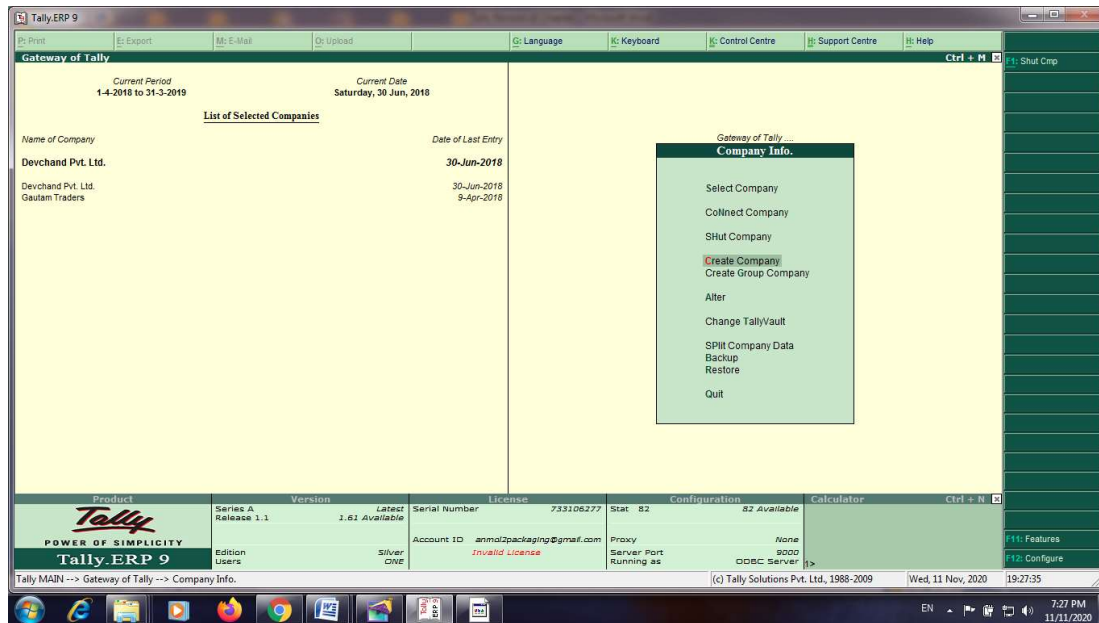 Tally.ERP 9
P: Print E: Export M: E-Mail O: Upload G: Language K: Keyboard K: Control Centre H: Support Centre H: Help
Gateway of Tally Ctrl + M
F1: Shut Cmp
Current Period Current Date
1-4-2018 to 31-3-2019 Saturday, 30 Jun, 2018
List of Selected Companies
Name of Company Date of Last Entry
Devchand Pvt. Ltd. 30-Jun-2018
Devchand Pvt. Ltd. 30-Jun-2018
Gautam Traders 9-Apr-2018
Gateway of Tally ....
Company Info.
Select Company
CoNnect Company
SHut Company
Create Company
Create Group Company
Alter
Change TallyVault
SPlit Company Data
Backup
Restore
Quit
Product Version License Configuration Calculator Ctrl + N
Tally
POWER OF SIMPLICITY
Tally.ERP 9
Series A Latest
Release 1.1 1.61 Available
Edition Silver
Users ONE
Serial Number 733106277
Account ID anmol2packaging@gmail.com
Invalid License
Stat 82 82 Available
Proxy None
Server Port 9000
Running as ODBC Server
1>
F11: Features
F12: Configure
Tally MAIN --> Gateway of Tally --> Company Info. (c) Tally Solutions Pvt. Ltd., 1988-2009 Wed, 11 Nov, 2020 19:27:35
EN 7:27 PM
11/11/2020